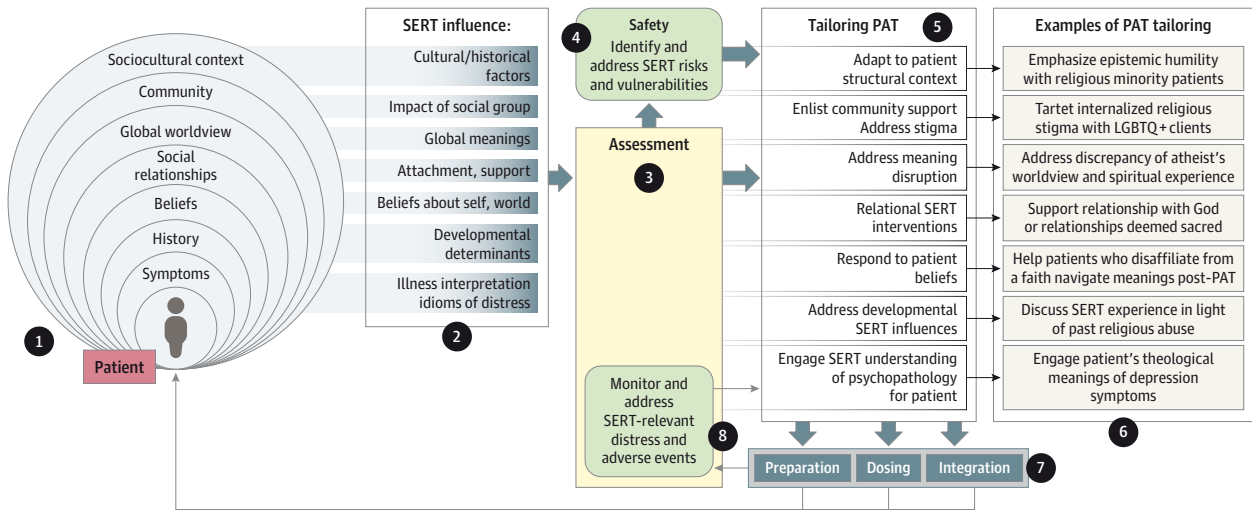 Sociocultural context
Community
Global worldview
Social
relationships
Beliefs
History
Symptoms
Patient
1
SERT influence:
Cultural/historical
factors
Impact of social group
Global meanings
Attachment, support
Beliefs about self, world
Developmental
determinants
Illness interpretation
idioms of distress
2
Assessment
3
4
Safety
Identify and
address SERT risks
and vulnerabilities
Tailoring PAT
5
Adapt to patient
structural context
Enlist community support
Address stigma
Address meaning
disruption
Relational SERT
interventions
Respond to patient
beliefs
Address developmental
SERT influences
Engage SERT understanding
of psychopathology
for patient
Examples of PAT tailoring
Emphasize epistemic humility
with religious minority patients
Tartet internalized religious
stigma with LGBTQ+ clients
Address discrepancy of atheist's
worldview and spiritual experience
Support relationship with God
or relationships deemed sacred
Help patients who disaffiliate from
a faith navigate meanings post-PAT
Discuss SERT experience in light
of past religious abuse
Engage patient's theological
meanings of depression
symptoms
6
Preparation
Dosing
Integration
7
Monitor and
address
SERT-relevant
distress and
adverse events
8